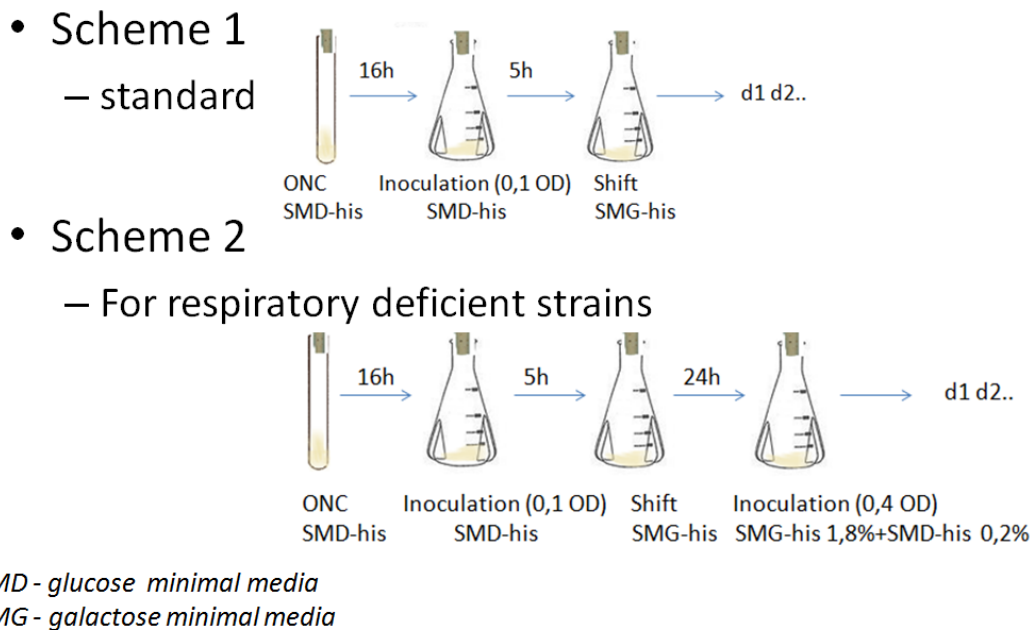 • Scheme 1
– standard
16h
5h
d1 d2..
ONC
SMD-his
Inoculation (0,1 OD)
SMD-his
Shift
SMG-his
• Scheme 2
– For respiratory deficient strains
16h
5h
24h
d1 d2..
ONC
SMD-his
Inoculation (0,1 OD)
SMD-his
Shift
SMG-his
Inoculation (0,4 OD)
SMG-his 1,8%+SMD-his 0,2%
MD - glucose minimal media
MG - galactose minimal media